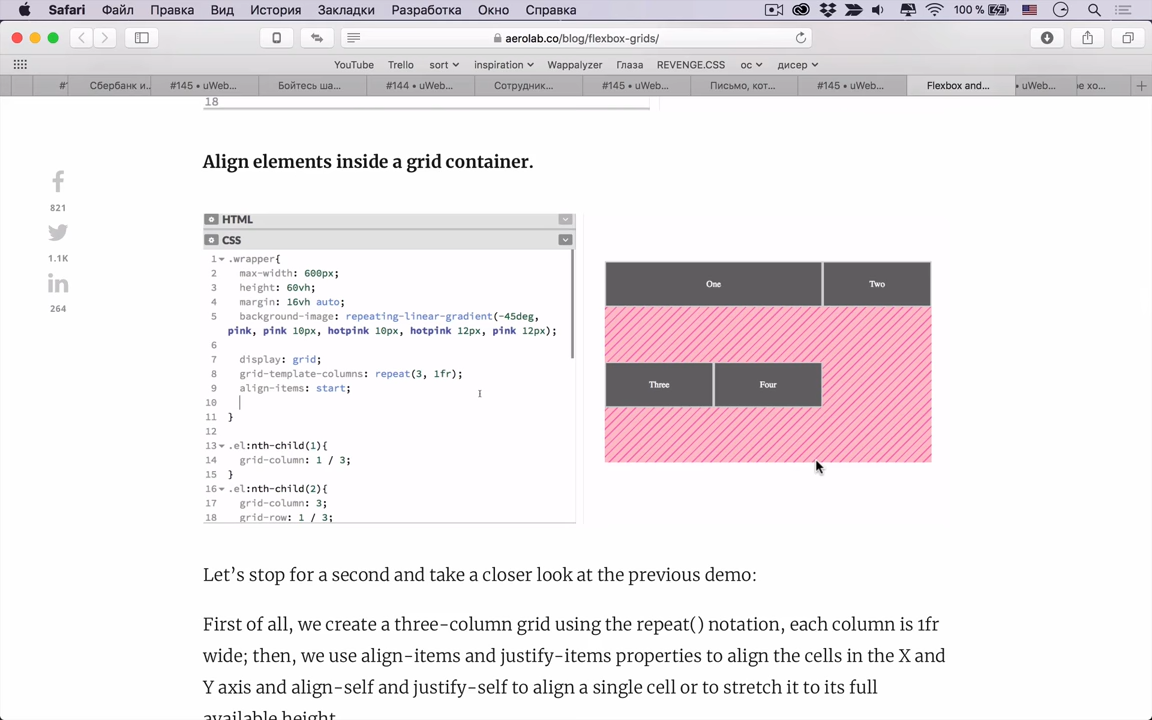 Safari Файл Правка Вид История Закладки Разработка Окно Справка 100 %
aerolab.co/blog/flexbox-grids/
YouTube Trello sort inspiration Wappalyzer Глаза REVENGE.CSS ос дисер
Сбербанк и... #145 • uWeb... Бойтесь ша... #144 • uWeb... Сотрудник... #145 • uWeb... Письмо, кот... #145 • uWeb... Flexbox and... • uWeb... е хо...
18
Align elements inside a grid container.
821
1.1K
264
HTML
CSS
1 .wrapper{
2 max-width: 600px;
3 height: 60vh;
4 margin: 16vh auto;
5 background-image: repeating-linear-gradient(-45deg,
pink, pink 10px, hotpink 10px, hotpink 12px, pink 12px);
6
7 display: grid;
8 grid-template-columns: repeat(3, 1fr);
9 align-items: start;
10
11 }
12
13 .el:nth-child(1){
14 grid-column: 1 / 3;
15 }
16 .el:nth-child(2){
17 grid-column: 3;
18 grid-row: 1 / 3;
One Two
Three Four
Let’s stop for a second and take a closer look at the previous demo:
First of all, we create a three-column grid using the repeat() notation, each column is 1fr
wide; then, we use align-items and justify-items properties to align the cells in the X and
Y axis and align-self and justify-self to align a single cell or to stretch it to its full
available height.